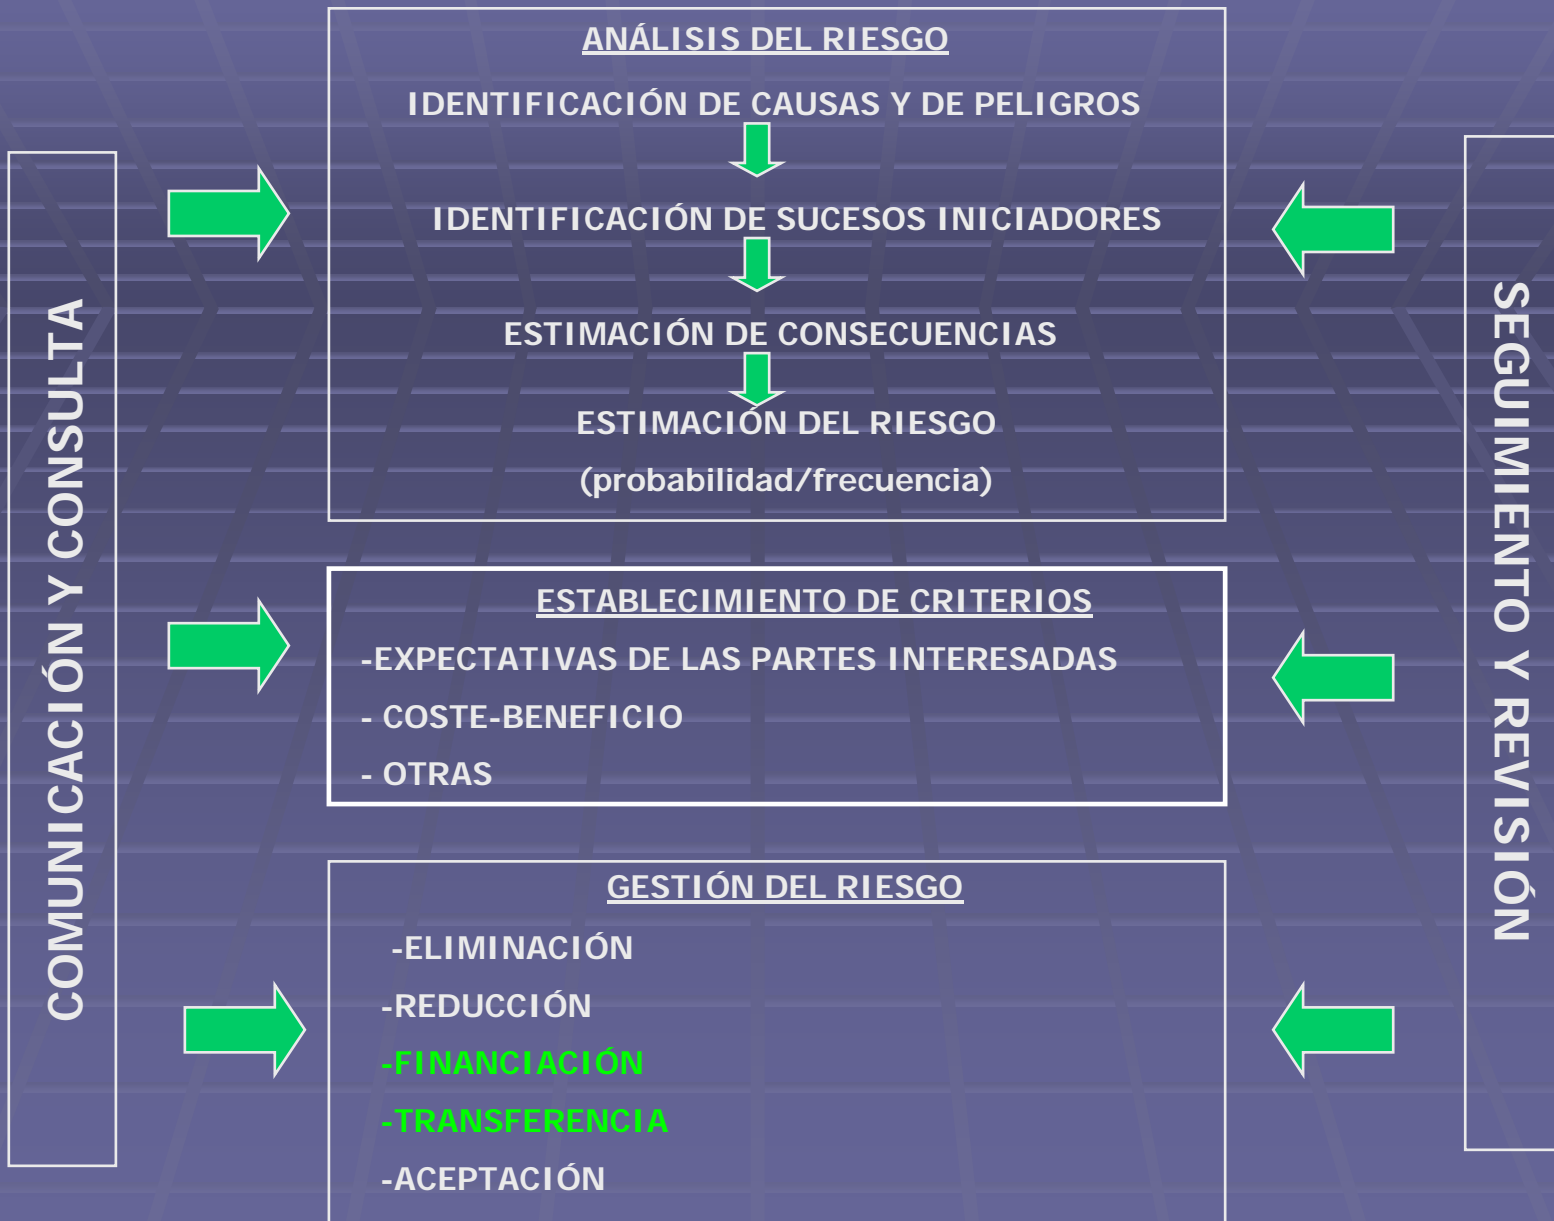 ANÁLISIS DEL RIESGO
IDENTIFICACIÓN DE CAUSAS Y DE PELIGROS
IDENTIFICACIÓN DE SUCESOS INICIADORES
ESTIMACIÓN DE CONSECUENCIAS
ESTIMACIÓN DEL RIESGO
(probabilidad/frecuencia)
COMUNICACIÓN Y CONSULTA
SEGUIMIENTO Y REVISIÓN
ESTABLECIMIENTO DE CRITERIOS
-EXPECTATIVAS DE LAS PARTES INTERESADAS
- COSTE-BENEFICIO
- OTRAS
GESTIÓN DEL RIESGO
-ELIMINACIÓN
-REDUCCIÓN
-FINANCIACIÓN
-TRANSFERENCIA
-ACEPTACIÓN